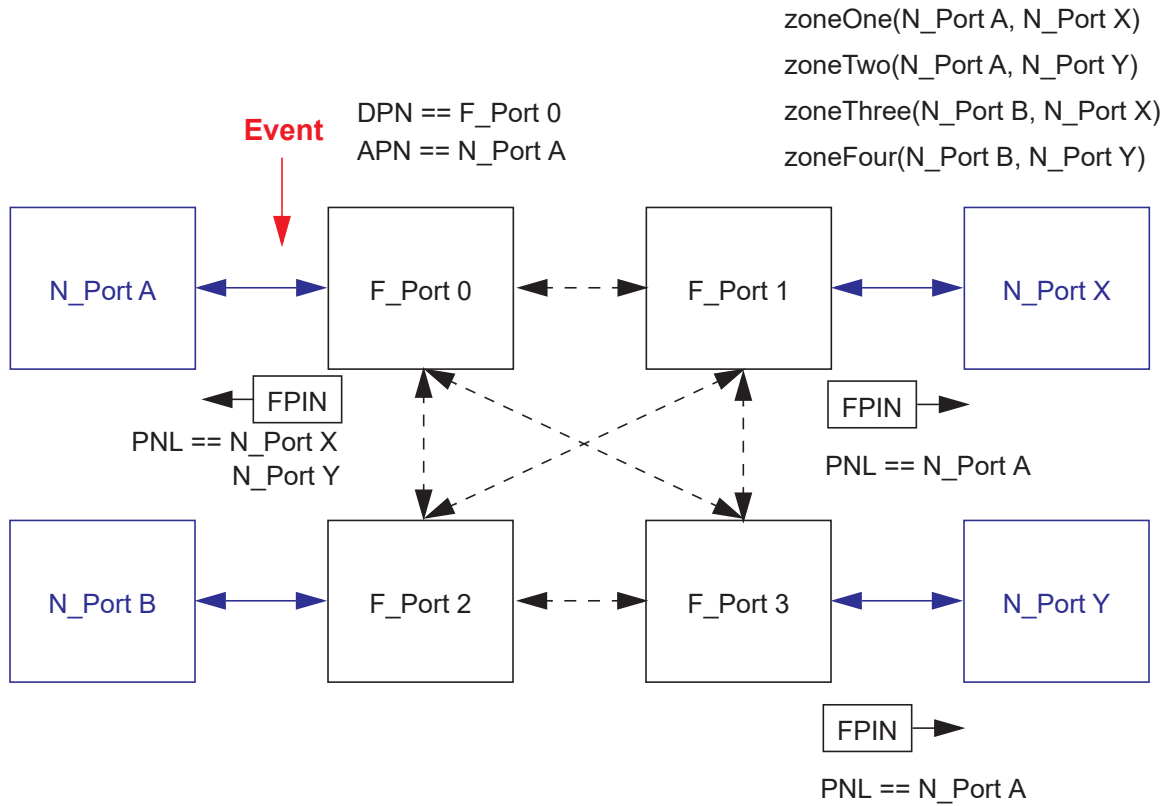 zoneOne(N_Port A, N_Port X)
zoneTwo(N_Port A, N_Port Y)
zoneThree(N_Port B, N_Port X)
zoneFour(N_Port B, N_Port Y)
DPN == F_Port 0
APN == N_Port A
Event
N_Port A
F_Port 0
F_Port 1
N_Port X
FPIN
PNL == N_Port X
N_Port Y
FPIN
PNL == N_Port A
N_Port B
F_Port 2
F_Port 3
N_Port Y
FPIN
PNL == N_Port A